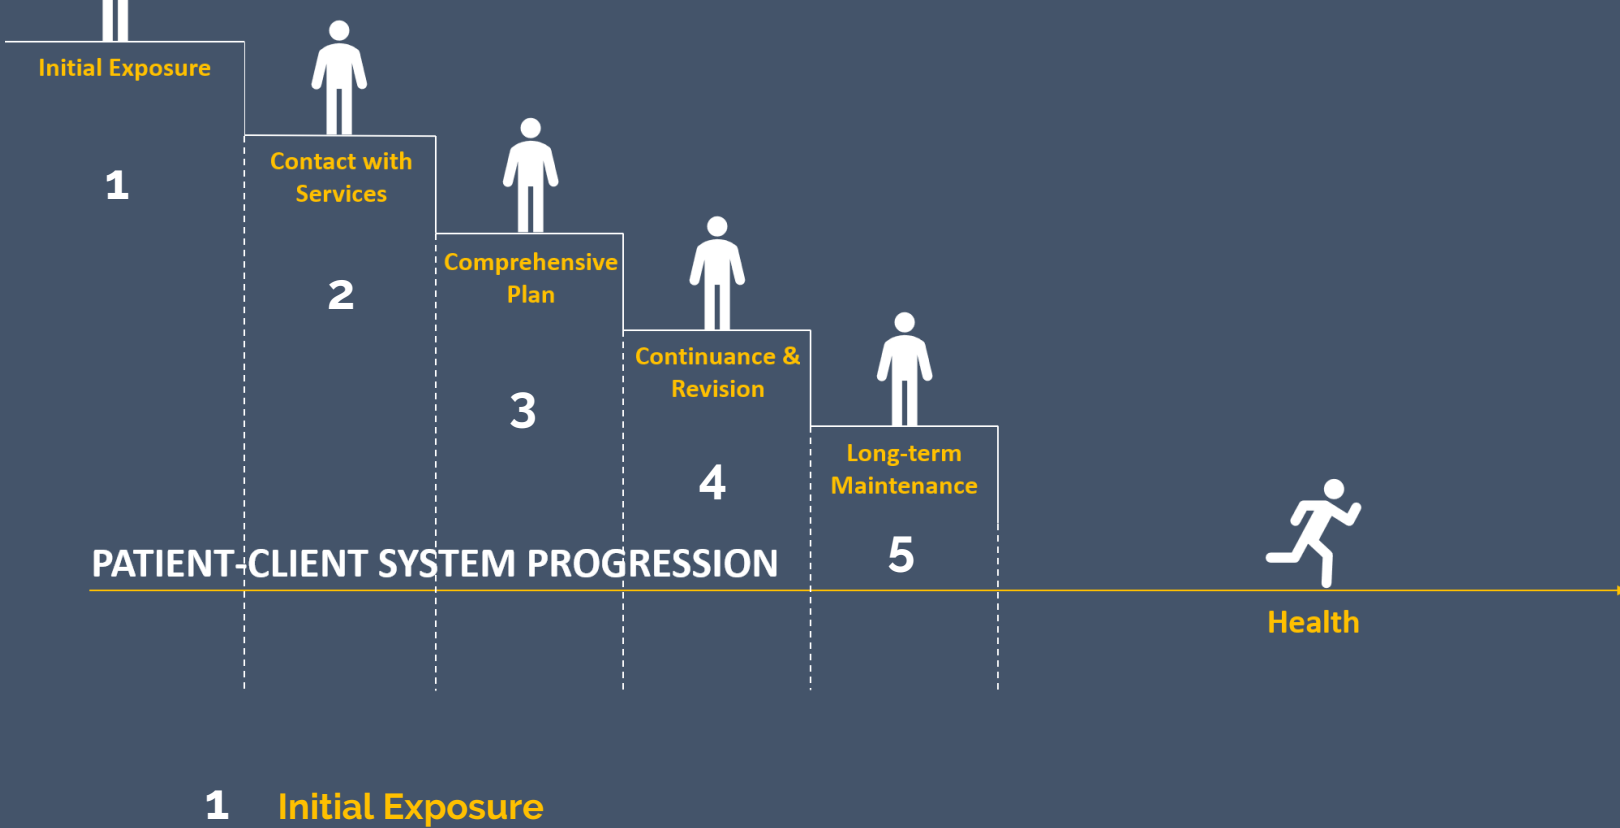 Initial Exposure
1
Contact with
Services
2
Comprehensive
Plan
3
Continuance &
Revision
4
Long-term
Maintenance
5
PATIENT-CLIENT SYSTEM PROGRESSION
Health
1 Initial Exposure